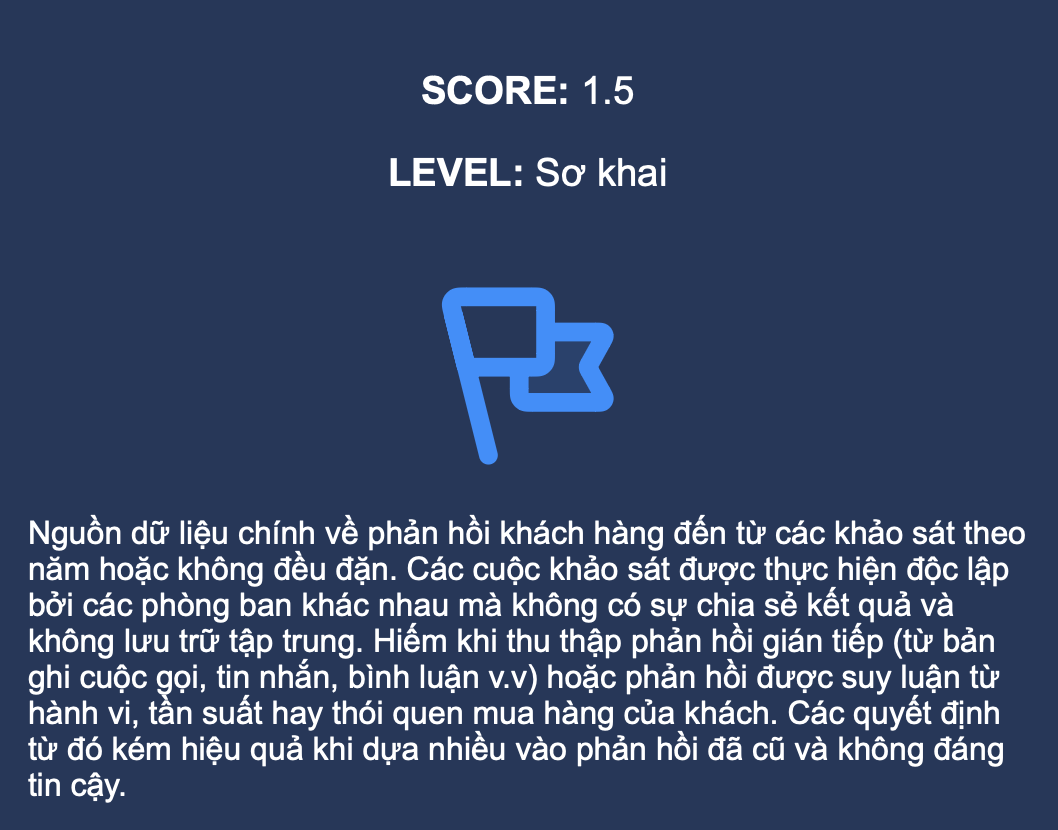 SCORE: 1.5
LEVEL: Sơ khai
Nguồn dữ liệu chính về phản hồi khách hàng đến từ các khảo sát theo
năm hoặc không đều đặn. Các cuộc khảo sát được thực hiện độc lập
bởi các phòng ban khác nhau mà không có sự chia sẻ kết quả và
không lưu trữ tập trung. Hiếm khi thu thập phản hồi gián tiếp (từ bản
ghi cuộc gọi, tin nhắn, bình luận v.v) hoặc phản hồi được suy luận từ
hành vi, tần suất hay thói quen mua hàng của khách. Các quyết định
từ đó kém hiệu quả khi dựa nhiều vào phản hồi đã cũ và không đáng
tin cậy.